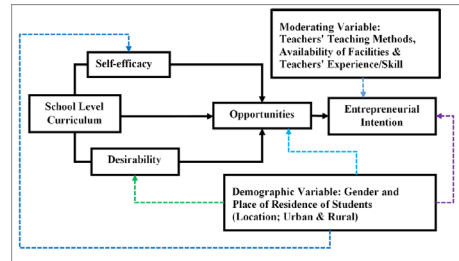 Moderating Variable:
Teachers' Teaching Methods,
Availability of Facilities &
Teachers' Experience/Skill
Self-efficacy
School Level
Curriculum
Opportunities
Entrepreneurial
Intention
Desirability
Demographic Variable: Gender and
Place of Residence of Students
(Location; Urban & Rural)